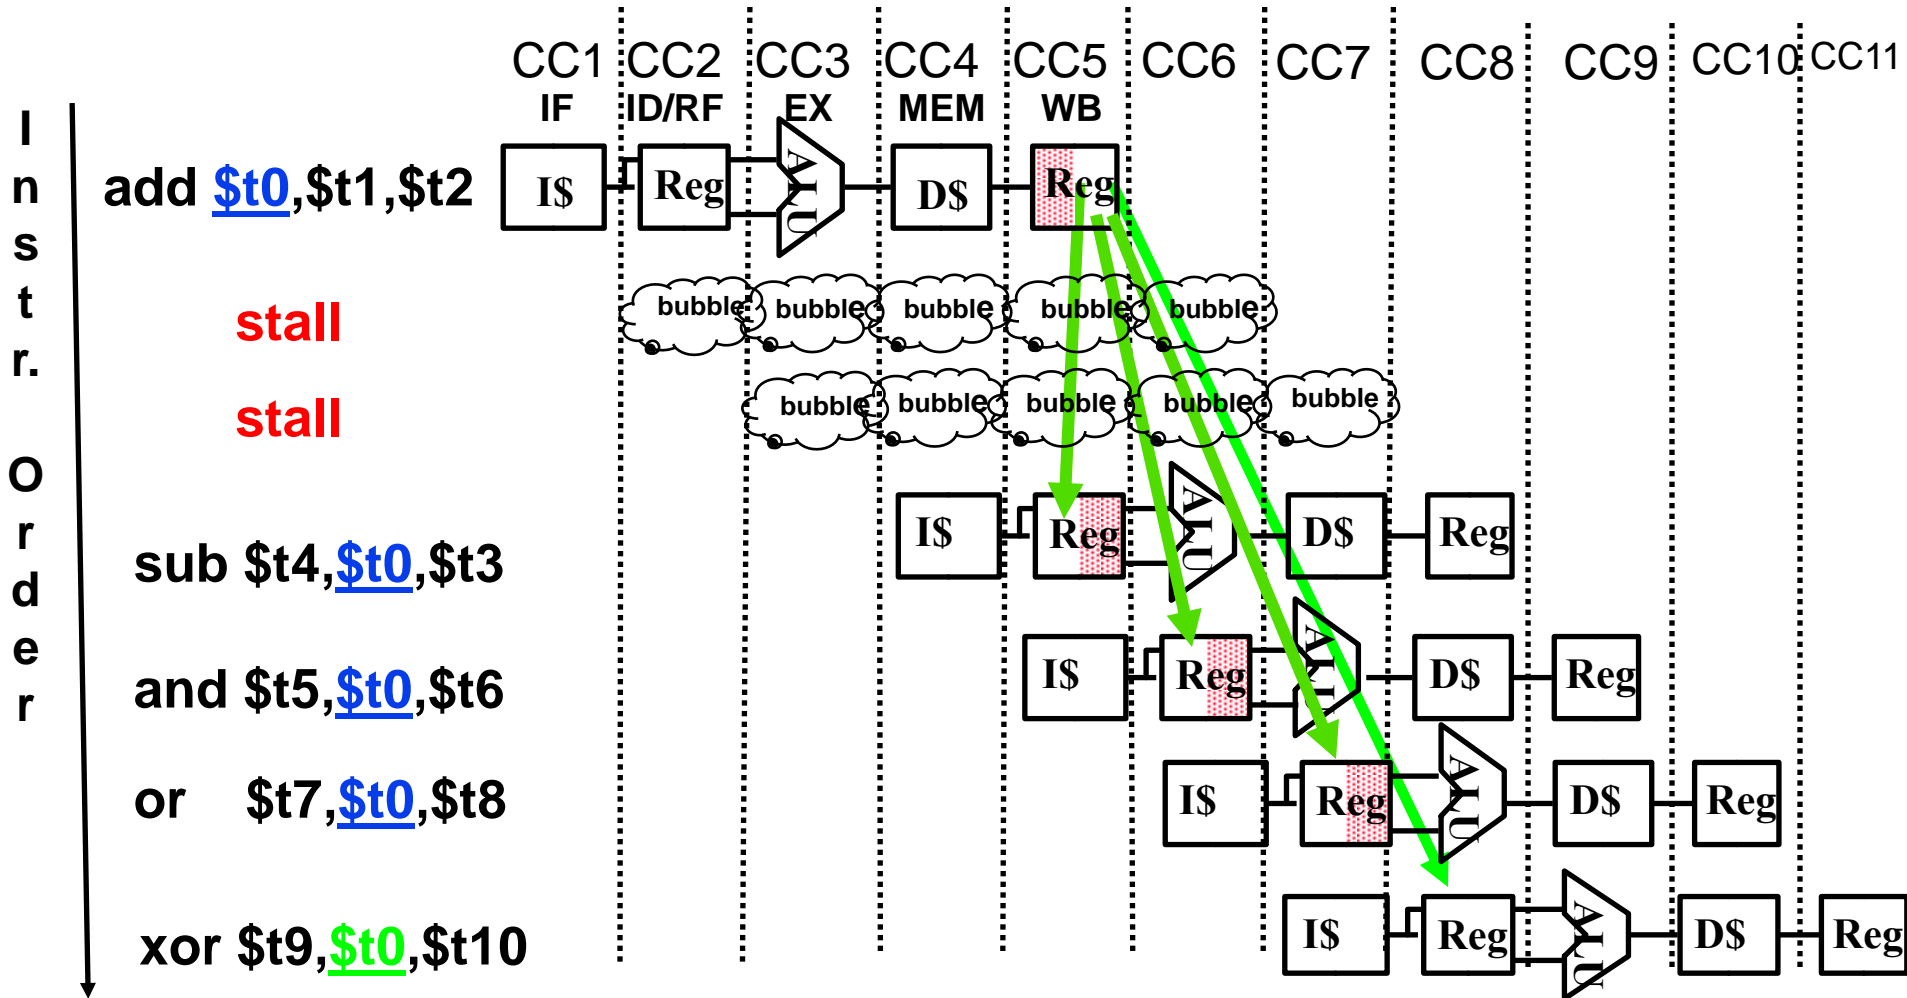 CC1 CC2 CC3 CC4 CC5 CC6 CC7 CC8 CC9 CC10 CC11
IF ID/RF EX MEM WB
Instr. Order
add $t0,$t1,$t2 I$ Reg ALU D$ Reg
stall bubble bubble bubble bubble bubble
stall bubble bubble bubble bubble bubble
sub $t4,$t0,$t3 I$ Reg ALU D$ Reg
and $t5,$t0,$t6 I$ Reg ALU D$ Reg
or $t7,$t0,$t8 I$ Reg ALU D$ Reg
xor $t9,$t0,$t10 I$ Reg ALU D$ Reg